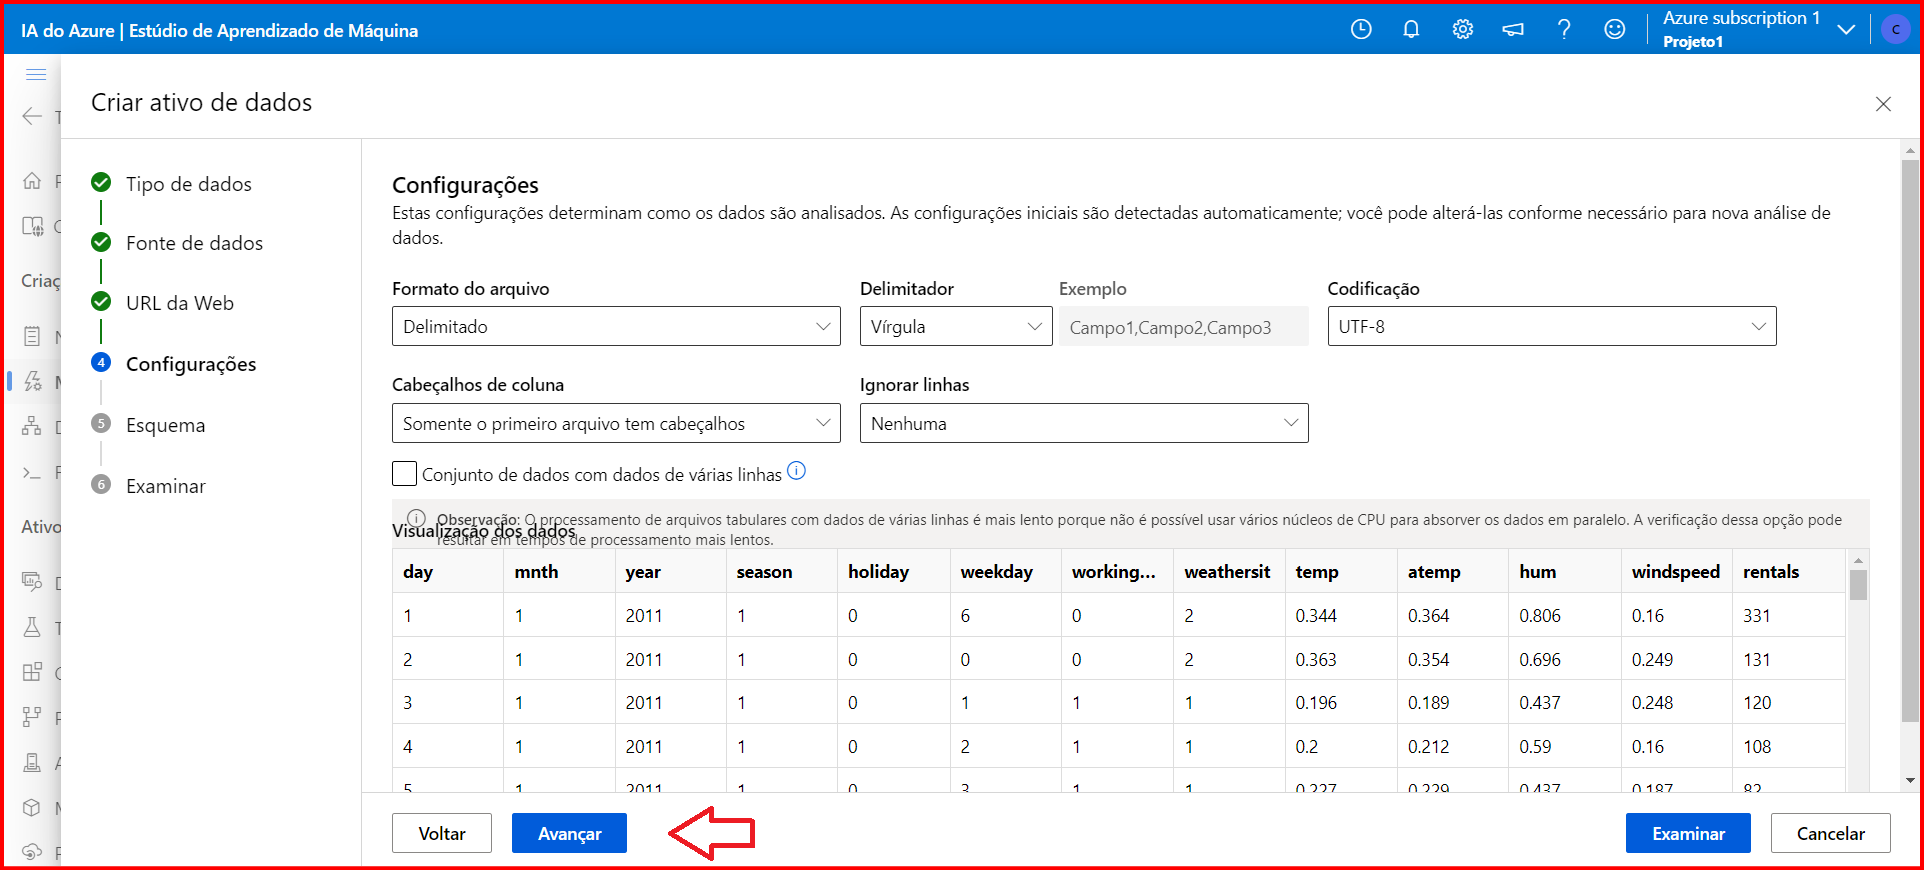 IA do Azure | Estúdio de Aprendizado de Máquina
Azure subscription 1
Projeto1
C
Criar ativo de dados
Tipo de dados
Fonte de dados
URL da Web
4 Configurações
5 Esquema
6 Examinar
Criaç
Ativo
Configurações
Estas configurações determinam como os dados são analisados. As configurações iniciais são detectadas automaticamente; você pode alterá-las conforme necessário para nova análise de
dados.
Formato do arquivo Delimitador Exemplo Codificação
Delimitado Vírgula Campo1,Campo2,Campo3 UTF-8
Cabeçalhos de coluna Ignorar linhas
Somente o primeiro arquivo tem cabeçalhos Nenhuma
Conjunto de dados com dados de várias linhas
Observação: O processamento de arquivos tabulares com dados de várias linhas é mais lento porque não é possível usar vários núcleos de CPU para absorver os dados em paralelo. A verificação dessa opção pode
resultar em tempos de processamento mais lentos.
Visualização dos dados
day mnth year season holiday weekday working... weathersit temp atemp hum windspeed rentals
1 1 2011 1 0 6 0 2 0.344 0.364 0.806 0.16 331
2 1 2011 1 0 0 0 2 0.363 0.354 0.696 0.249 131
3 1 2011 1 0 1 1 1 0.196 0.189 0.437 0.248 120
4 1 2011 1 0 2 1 1 0.2 0.212 0.59 0.16 108
5 1 2011 1 0 3 1 1 0.227 0.229 0.437 0.187 82
Voltar Avançar Examinar Cancelar